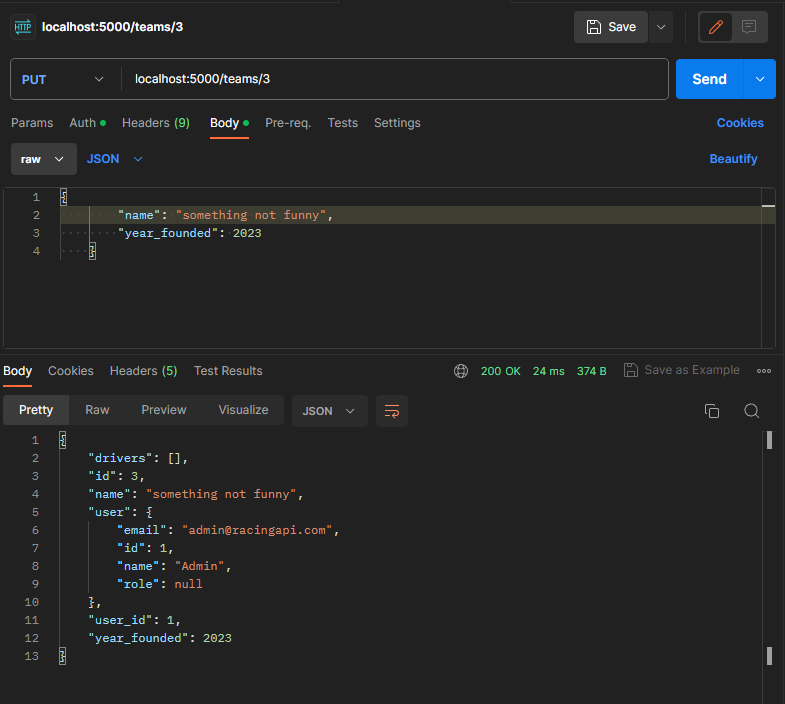 HTTP localhost:5000/teams/3 Save
PUT localhost:5000/teams/3 Send
Params Auth Headers (9) Body Pre-req. Tests Settings Cookies
raw JSON Beautify
1 {
2 "name": "something not funny",
3 "year_founded": 2023
4 }
Body Cookies Headers (5) Test Results 200 OK 24 ms 374 B Save as Example
Pretty Raw Preview Visualize JSON
1 {
2 "drivers": [],
3 "id": 3,
4 "name": "something not funny",
5 "user": {
6 "email": "admin@racingapi.com",
7 "id": 1,
8 "name": "Admin",
9 "role": null
10 },
11 "user_id": 1,
12 "year_founded": 2023
13 }